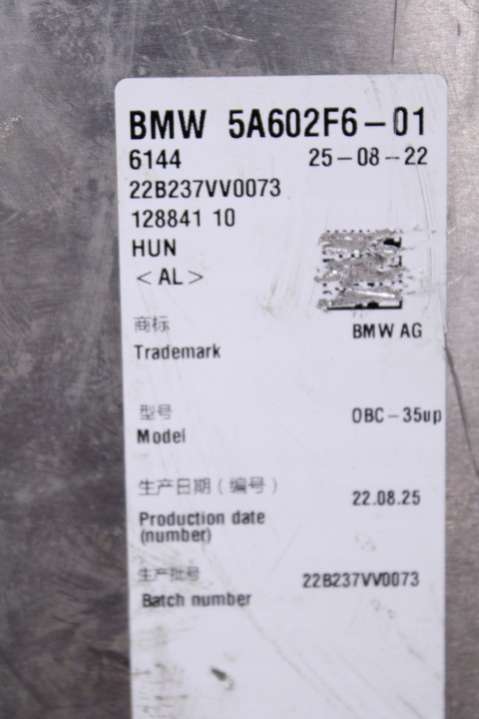 BMW 5A602F6-01
6144 25-08-22
22B237VV0073
128841 10
HUN
<AL>
商标
Trademark BMW AG
型号
Model OBC-35up
生产日期(编号)
Production date 22.08.25
(number)
生产批号
Batch number 22B237VV0073